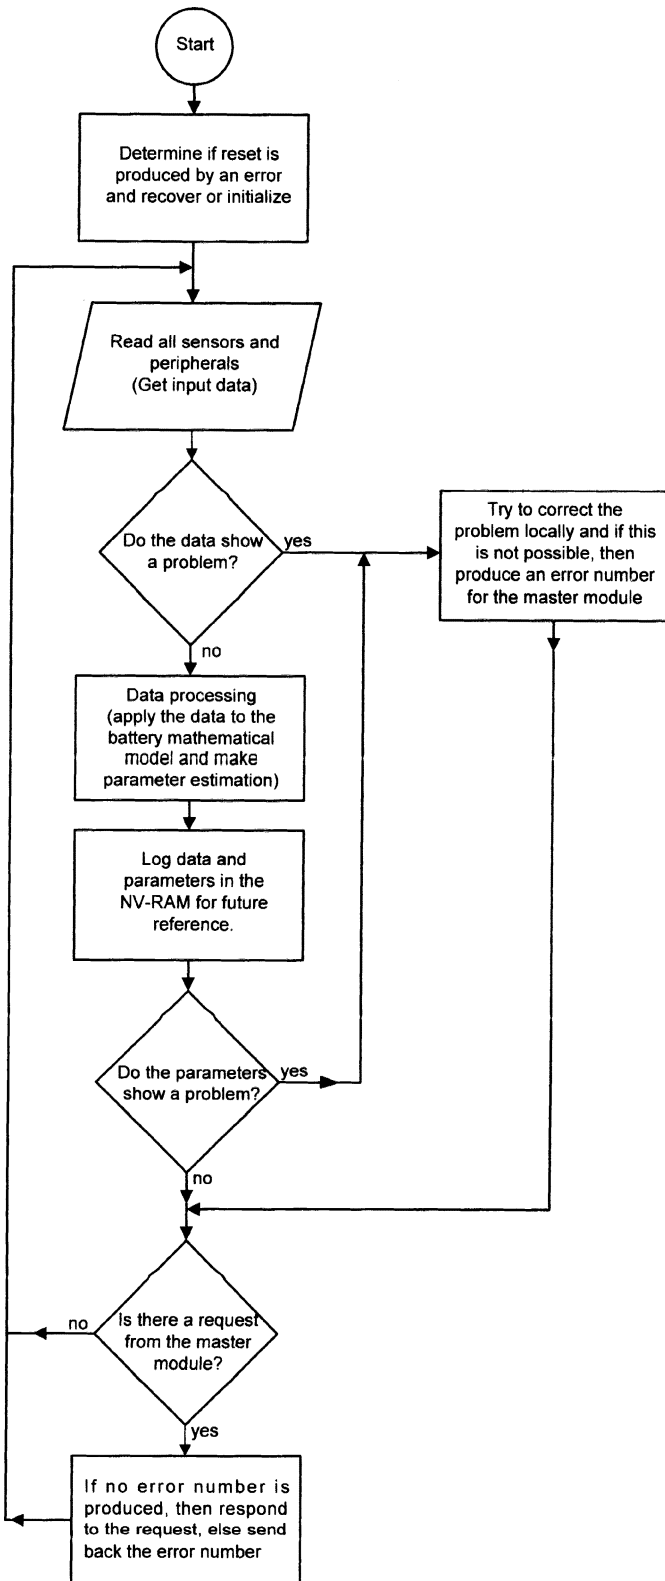 Start
Determine if reset is
produced by an error
and recover or initialize
Read all sensors and
peripherals
(Get input data)
Do the data show
a problem?
yes
Try to correct the
problem locally and if this
is not possible, then
produce an error number
for the master module
no
Data processing
(apply the data to the
battery mathematical
model and make
parameter estimation)
Log data and
parameters in the
NV-RAM for future
reference.
Do the parameters
show a problem?
yes
no
Is there a request
from the master
module?
no
yes
If no error number is
produced, then respond
to the request, else send
back the error number